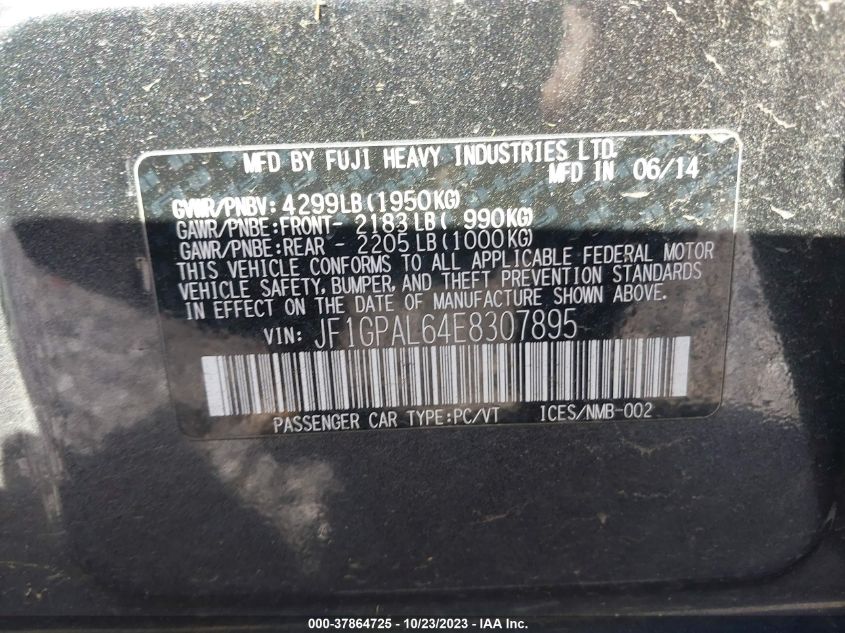 MFD BY FUJI HEAVY INDUSTRIES LTD.
MFD IN 06/14
GVWR/PNBV: 4299LB (1950KG)
GAWR/PNBE:FRONT- 2183 LB ( 990KG)
GAWR/PNBE:REAR - 2205 LB (1000KG)
THIS VEHICLE CONFORMS TO ALL APPLICABLE FEDERAL MOTOR
VEHICLE SAFETY, BUMPER, AND THEFT PREVENTION STANDARDS
IN EFFECT ON THE DATE OF MANUFACTURE SHOWN ABOVE.
VIN: JF1GPAL64E8307895
PASSENGER CAR TYPE:PC/VT ICES/NMB-002
000-37864725 - 10/23/2023 - IAA Inc.